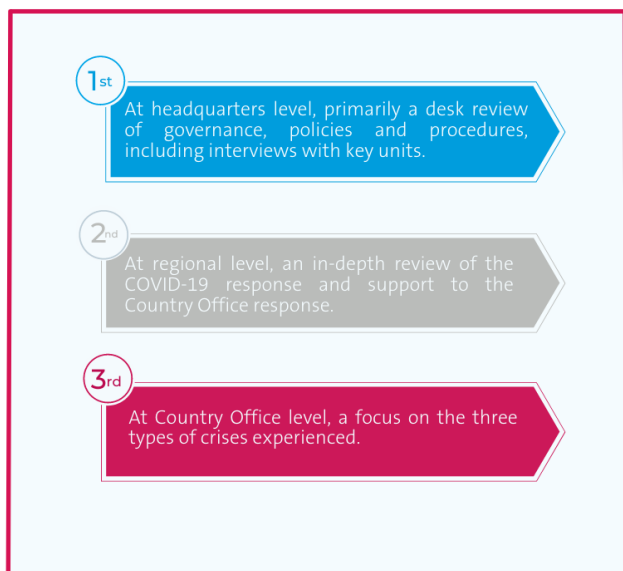 1st
At headquarters level, primarily a desk review
of governance, policies and procedures,
including interviews with key units.
2nd
At regional level, an in-depth review of the
COVID-19 response and support to the
Country Office response.
3rd
At Country Office level, a focus on the three
types of crises experienced.